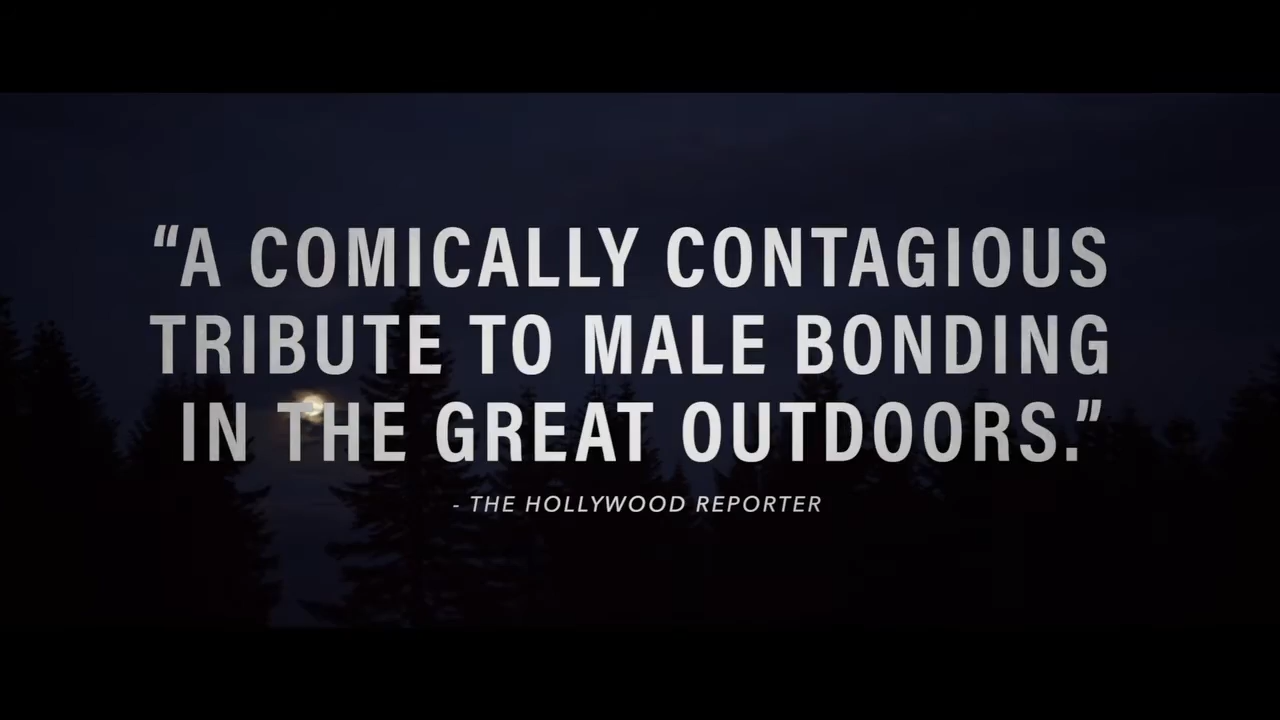 “A COMICALLY CONTAGIOUS
TRIBUTE TO MALE BONDING
IN THE GREAT OUTDOORS.”
- THE HOLLYWOOD REPORTER